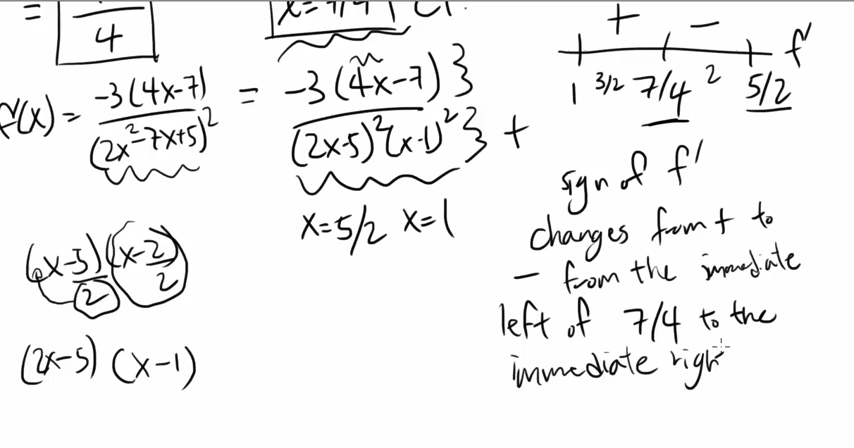 = 4
x = 7/4
+ -
f'
1 3/2 7/4 2 5/2
f'(x) = -3(4x-7) / (2x²-7x+5)² = -3(4x-7) } / (2x-5)²(x-1)² } +
x=5/2 x=1
(x-5/2)(x-2/2)
(2x-5) (x-1)
sign of f'
changes from + to
- from the immediate
left of 7/4 to the
immediate righ